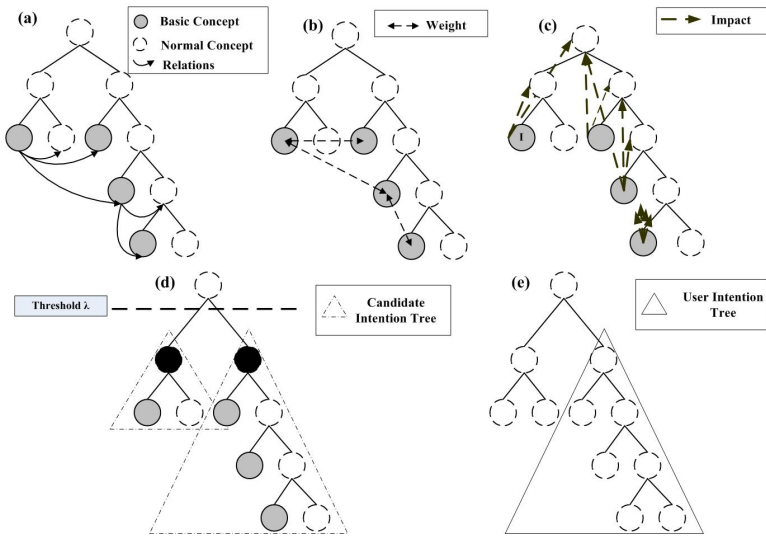 (a)
Basic Concept
Normal Concept
Relations
(b)
Weight
(c)
Impact
I
(d)
Threshold λ
Candidate
Intention Tree
(e)
User Intention
Tree